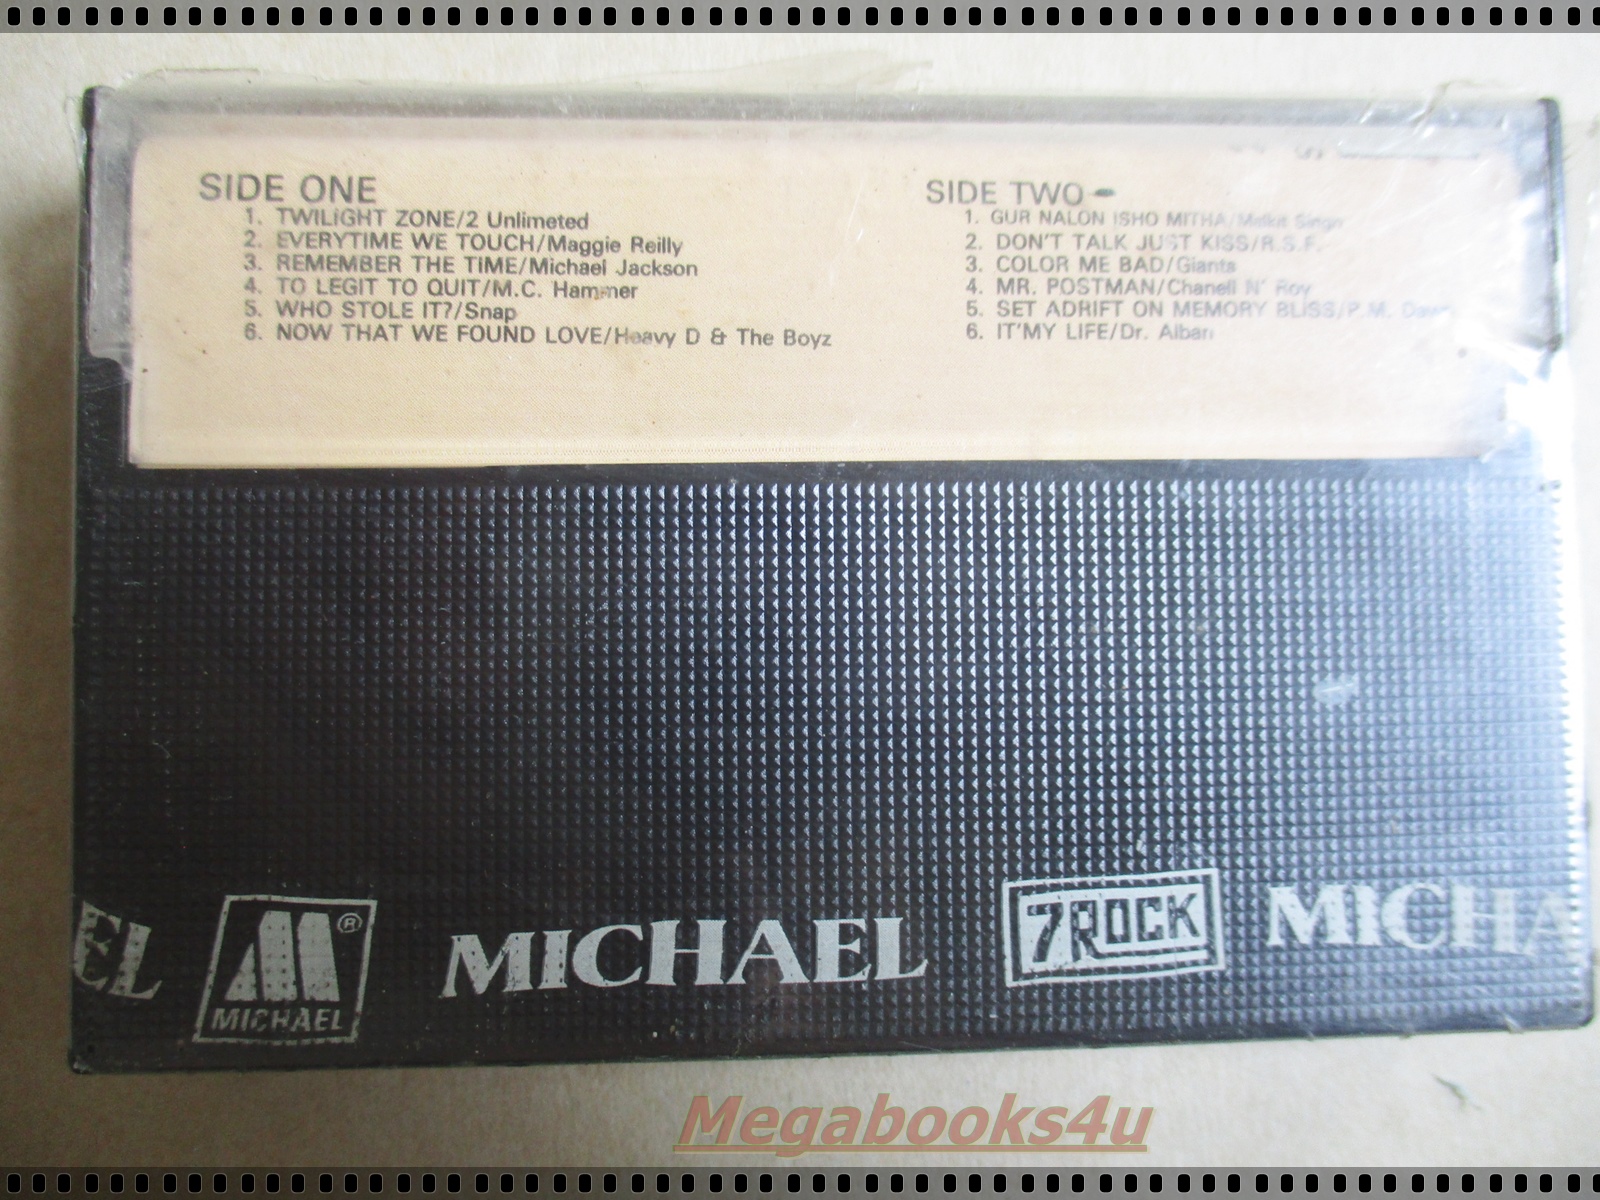 SIDE ONE
1. TWILIGHT ZONE/2 Unlimeted
2. EVERYTIME WE TOUCH/Maggie Reilly
3. REMEMBER THE TIME/Michael Jackson
4. TO LEGIT TO QUIT/M.C. Hammer
5. WHO STOLE IT?/Snap
6. NOW THAT WE FOUND LOVE/Heavy D & The Boyz
SIDE TWO
1. GUR NALON ISHO MITHA/Malkit Singh
2. DON'T TALK JUST KISS/R.S.F.
3. COLOR ME BAD/Giants
4. MR. POSTMAN/Chanell N' Roy
5. SET ADRIFT ON MEMORY BLISS/P.M. Dawn
6. IT'MY LIFE/Dr. Alban
EL
M ®
MICHAEL
MICHAEL
7ROCK
MICHA
Megabooks4u